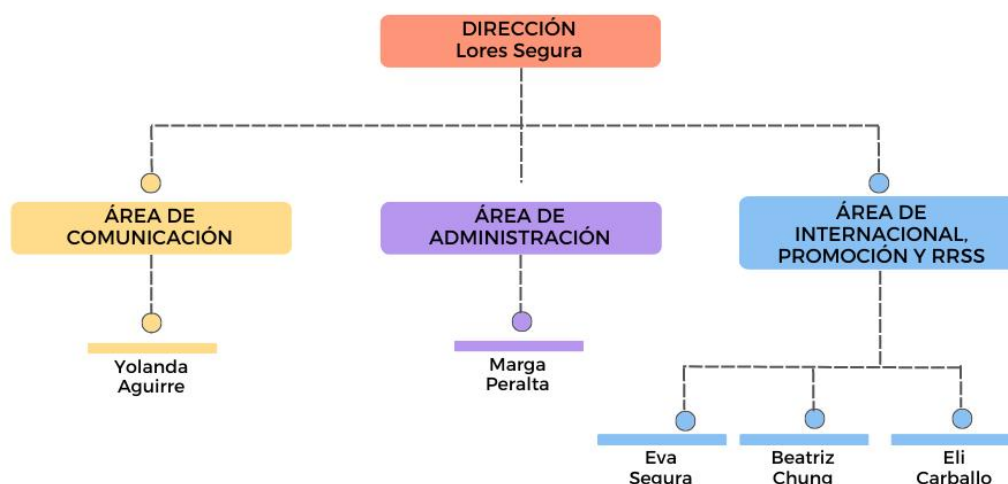 DIRECCIÓN
Lores Segura
ÁREA DE
COMUNICACIÓN
ÁREA DE
ADMINISTRACIÓN
ÁREA DE
INTERNACIONAL,
PROMOCIÓN Y RRSS
Yolanda
Aguirre
Marga
Peralta
Eva
Segura
Beatriz
Chung
Eli
Carballo